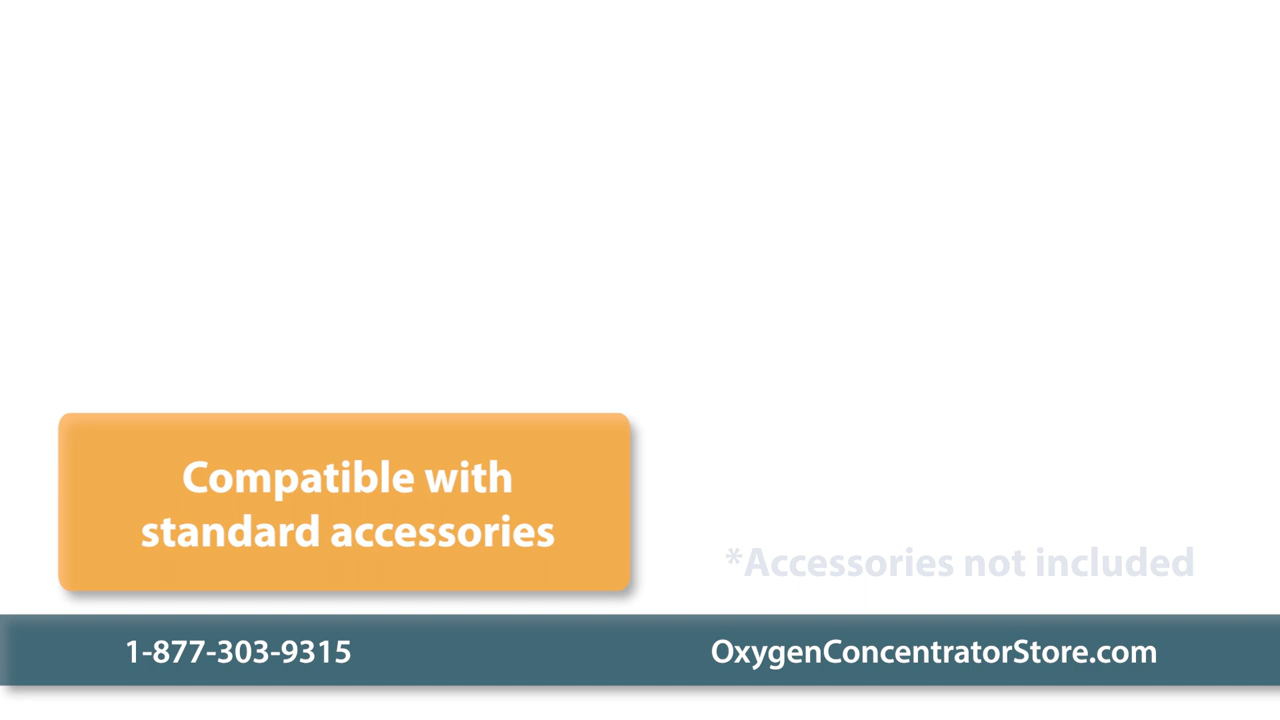 Compatible with
standard accessories
*Accessories not included
1-877-303-9315
OxygenConcentratorStore.com